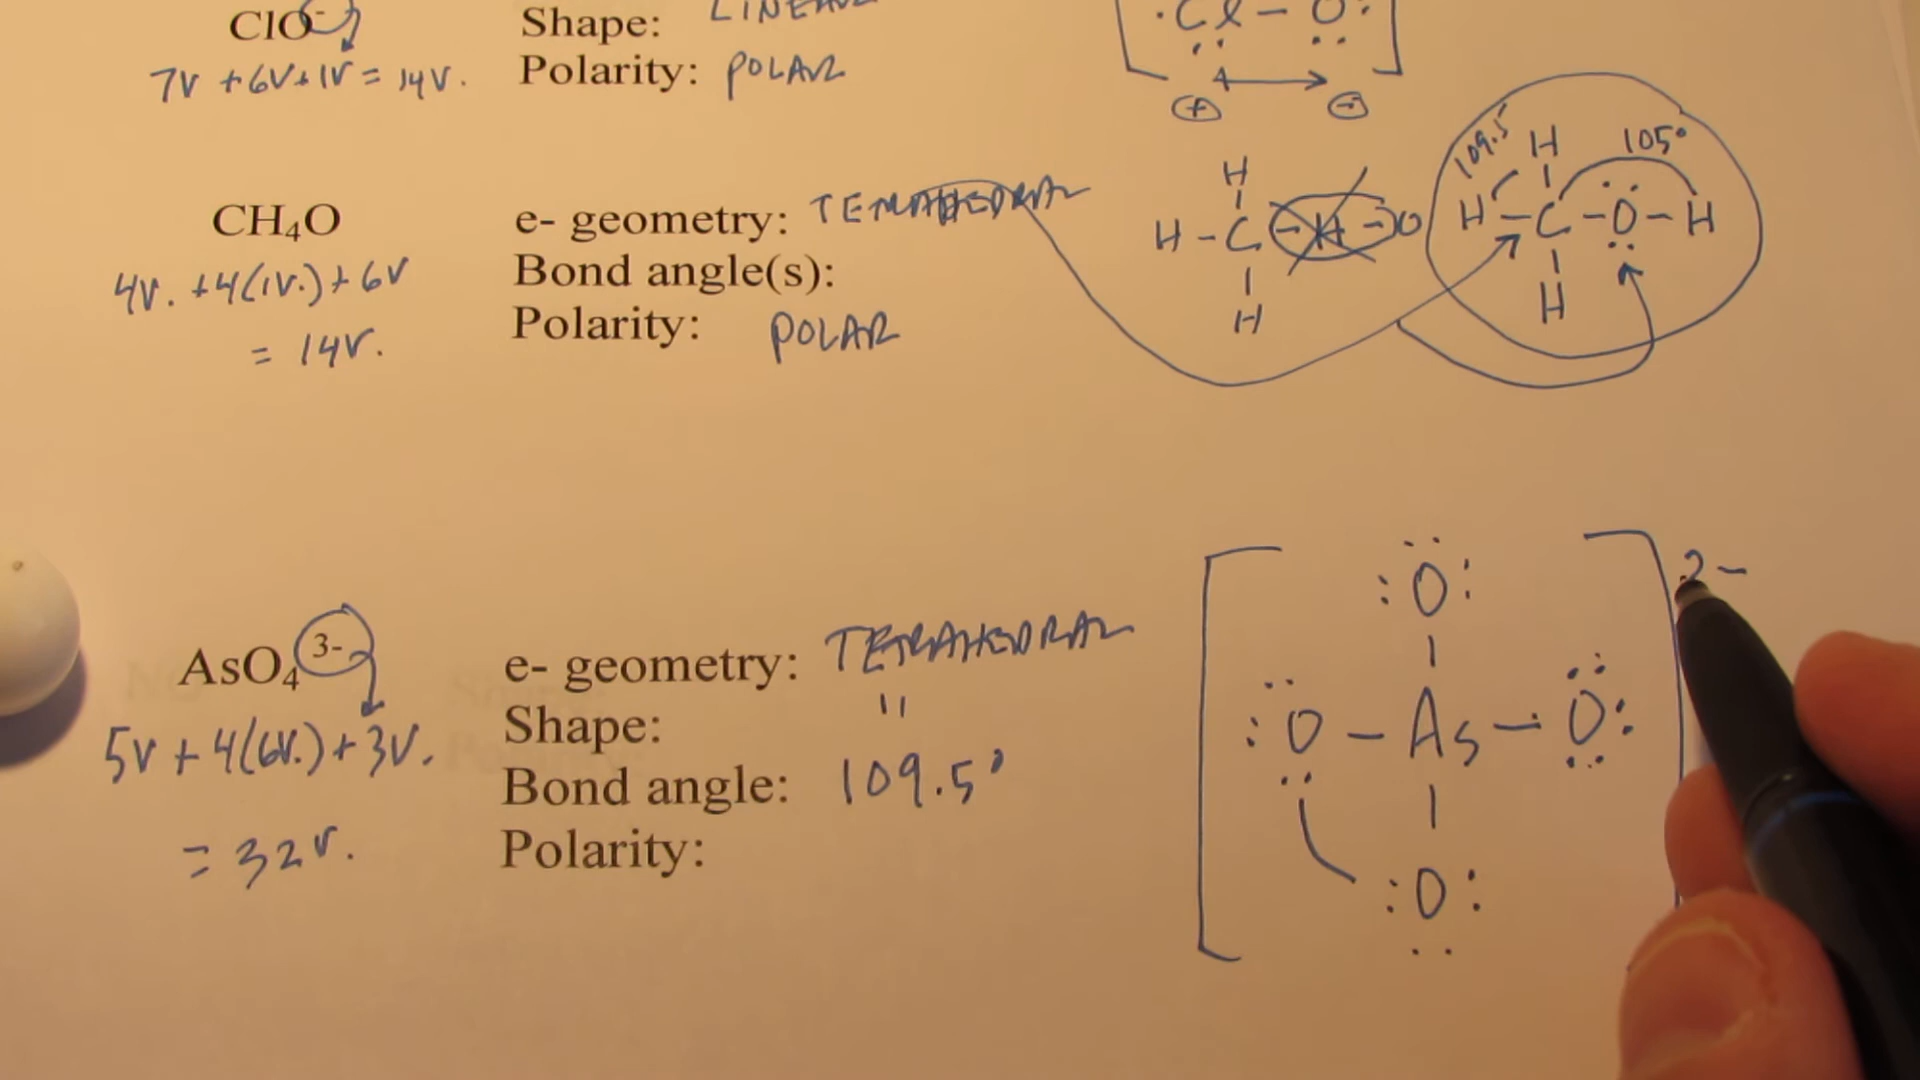 ClO⁻
Shape: LINEAR
7V + 6V + 1V = 14V.
Polarity: POLAR
Cl – O
+ −
CH₄O
e- geometry: TETRAHEDRAL
4V. + 4(1V.) + 6V
Bond angle(s):
= 14V.
Polarity: POLAR
H
H – C – H – O
H
109.5
105°
H
H – C – O – H
H
AsO₄ 3-
e- geometry: TETRAHEDRAL
5V + 4(6V.) + 3V.
Shape: "
Bond angle: 109.5°
= 32V.
Polarity:
O
O – As – O
O